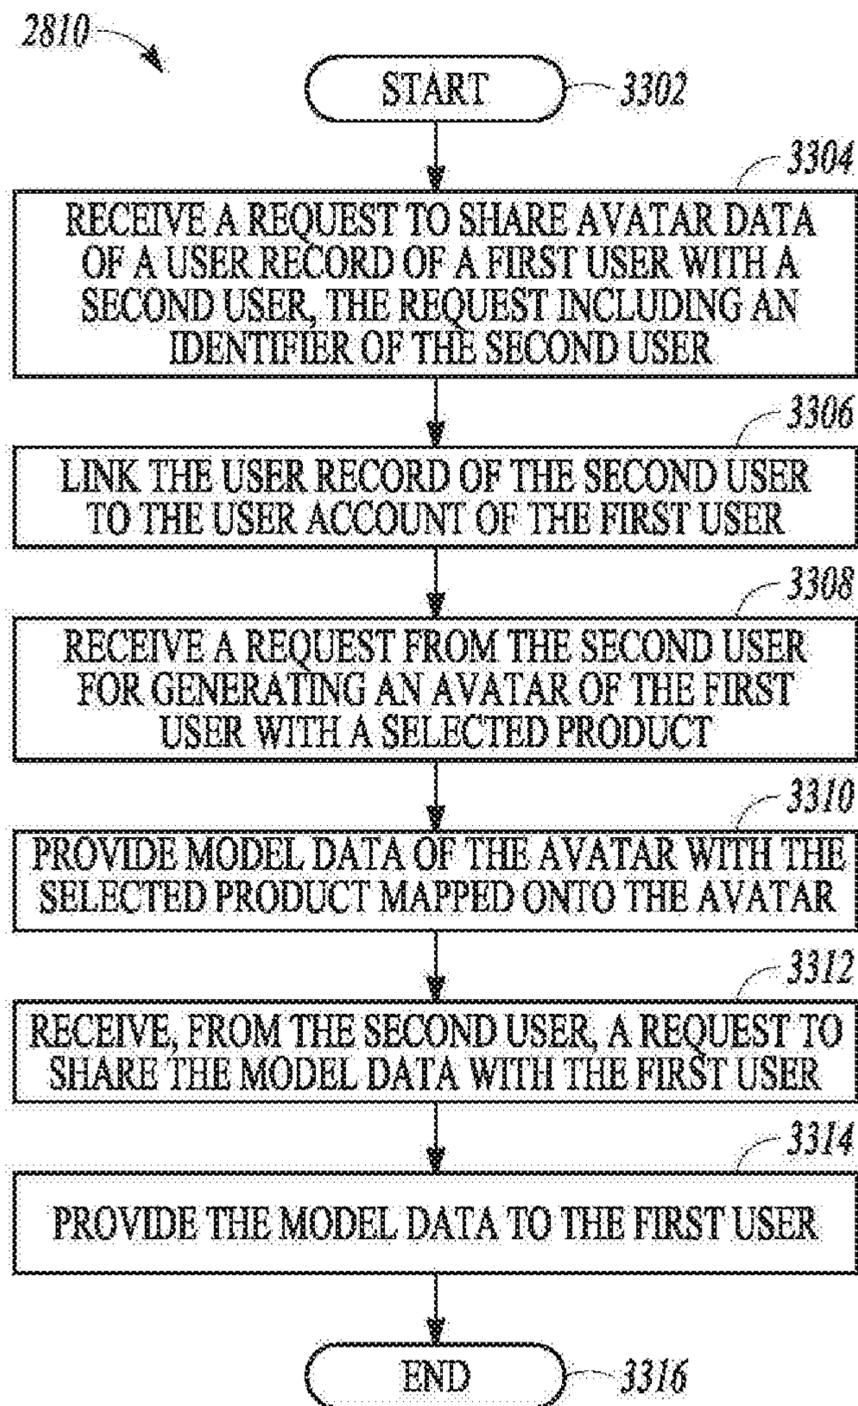 2810
START
3302
3304
RECEIVE A REQUEST TO SHARE AVATAR DATA
OF A USER RECORD OF A FIRST USER WITH A
SECOND USER, THE REQUEST INCLUDING AN
IDENTIFIER OF THE SECOND USER
3306
LINK THE USER RECORD OF THE SECOND USER
TO THE USER ACCOUNT OF THE FIRST USER
3308
RECEIVE A REQUEST FROM THE SECOND USER
FOR GENERATING AN AVATAR OF THE FIRST
USER WITH A SELECTED PRODUCT
3310
PROVIDE MODEL DATA OF THE AVATAR WITH THE
SELECTED PRODUCT MAPPED ONTO THE AVATAR
3312
RECEIVE, FROM THE SECOND USER, A REQUEST TO
SHARE THE MODEL DATA WITH THE FIRST USER
3314
PROVIDE THE MODEL DATA TO THE FIRST USER
END
3316